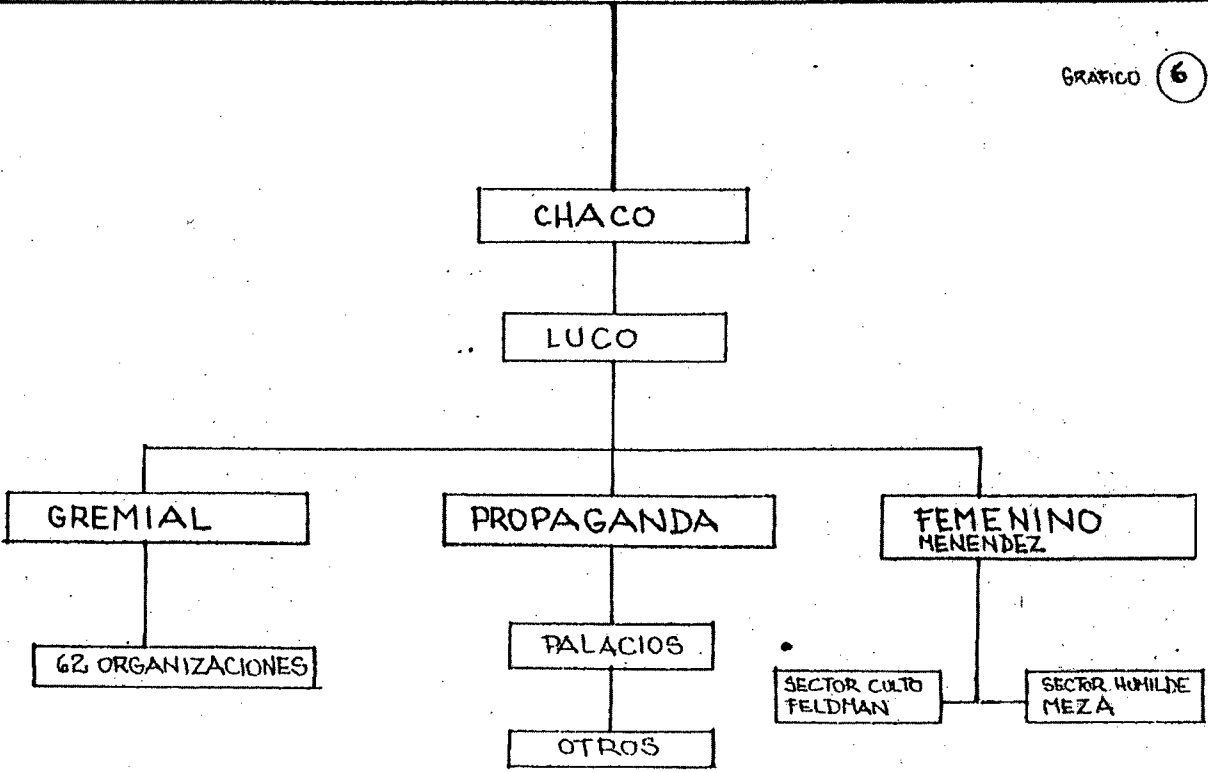 GRAFICO 6
CHACO
LUCO
GREMIAL
PROPAGANDA
FEMENINO
MENENDEZ
62 ORGANIZACIONES
PALACIOS
OTROS
SECTOR CULTO
FELDMAN
SECTOR HUMILDE
MEZA